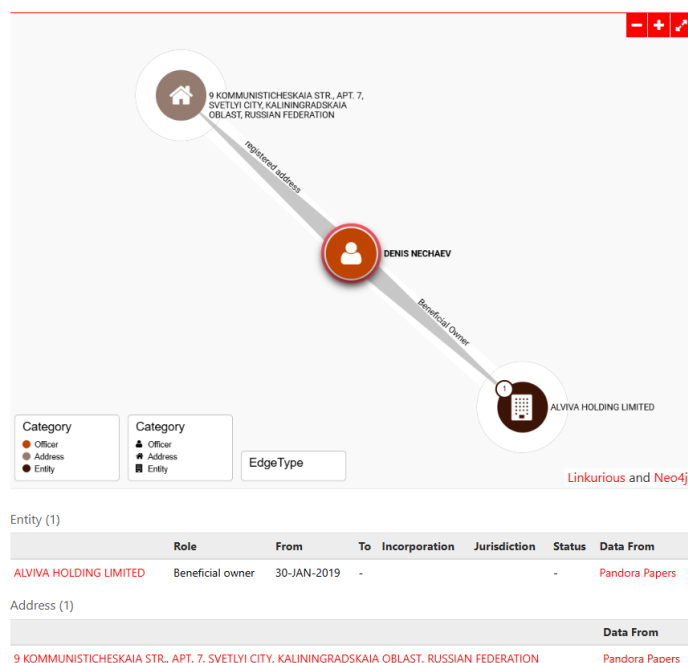 9 KOMMUNISTICHESKAIA STR., APT. 7,
SVETLYI CITY, KALININGRADSKAIA
OBLAST, RUSSIAN FEDERATION
registered address
DENIS NECHAEV
Beneficial Owner
1
ALVIVA HOLDING LIMITED
Category
Officer
Address
Entity
Category
Officer
Address
Entity
EdgeType
Linkurious and Neo4j
Entity (1)
Role From To Incorporation Jurisdiction Status Data From
ALVIVA HOLDING LIMITED Beneficial owner 30-JAN-2019 - - Pandora Papers
Address (1)
Data From
9 KOMMUNISTICHESKAIA STR., APT. 7, SVETLYI CITY, KALININGRADSKAIA OBLAST, RUSSIAN FEDERATION Pandora Papers